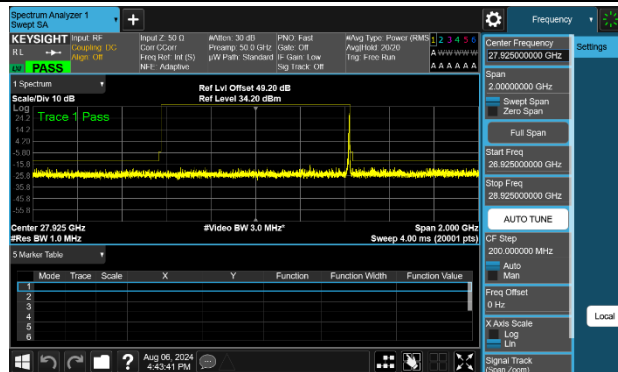 Spectrum Analyzer 1
Swept SA
Frequency
KEYSIGHT
RL
PASS
Input: RF
Coupling: DC
Align: Off
Input Z: 50 Ω
Corr CCorr
Freq Ref: Int (S)
NFE: Adaptive
#Atten: 30 dB
Preamp: 50.0 GHz
µW Path: Standard
PNO: Fast
Gate: Off
IF Gain: Low
Sig Track: Off
#Avg Type: Power (RMS
Avg|Hold: 20/20
Trig: Free Run
1 2 3 4 5 6
A W W W W W
A A A A A A
1 Spectrum
Scale/Div 10 dB
Ref Lvl Offset 49.20 dB
Ref Level 34.20 dBm
Log
Trace 1 Pass
24.2
14.2
4.20
-5.80
-15.8
-25.8
-35.8
-45.8
-55.8
Center 27.925 GHz
#Res BW 1.0 MHz
#Video BW 3.0 MHz*
Span 2.000 GHz
Sweep 4.00 ms (20001 pts)
5 Marker Table
Mode Trace Scale X Y Function Function Width Function Value
1
2
3
4
5
6
Aug 06, 2024
4:43:41 PM
Center Frequency
27.925000000 GHz
Span
2.00000000 GHz
Swept Span
Zero Span
Full Span
Start Freq
26.925000000 GHz
Stop Freq
28.925000000 GHz
AUTO TUNE
CF Step
200.000000 MHz
Auto
Man
Freq Offset
0 Hz
X Axis Scale
Log
Lin
Signal Track
(Span Zoom)
Settings
Local